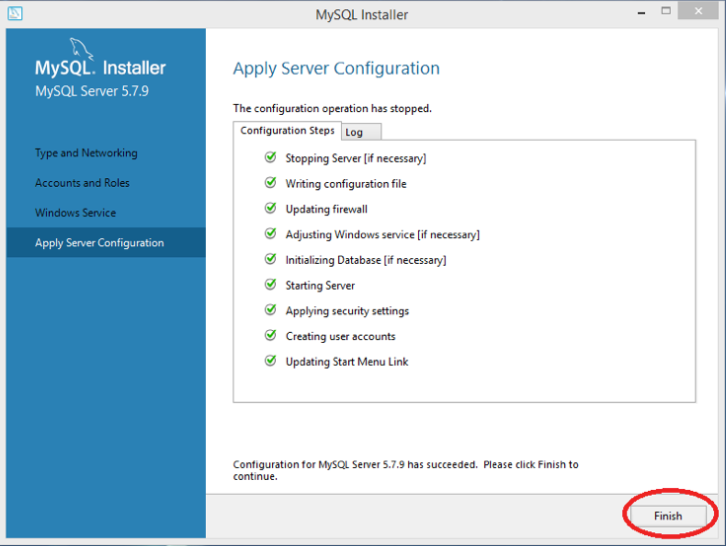 MySQL Installer
MySQL. Installer
MySQL Server 5.7.9
Type and Networking
Accounts and Roles
Windows Service
Apply Server Configuration
Apply Server Configuration
The configuration operation has stopped.
Configuration Steps Log
Stopping Server [if necessary]
Writing configuration file
Updating firewall
Adjusting Windows service [if necessary]
Initializing Database [if necessary]
Starting Server
Applying security settings
Creating user accounts
Updating Start Menu Link
Configuration for MySQL Server 5.7.9 has succeeded. Please click Finish to
continue.
Finish